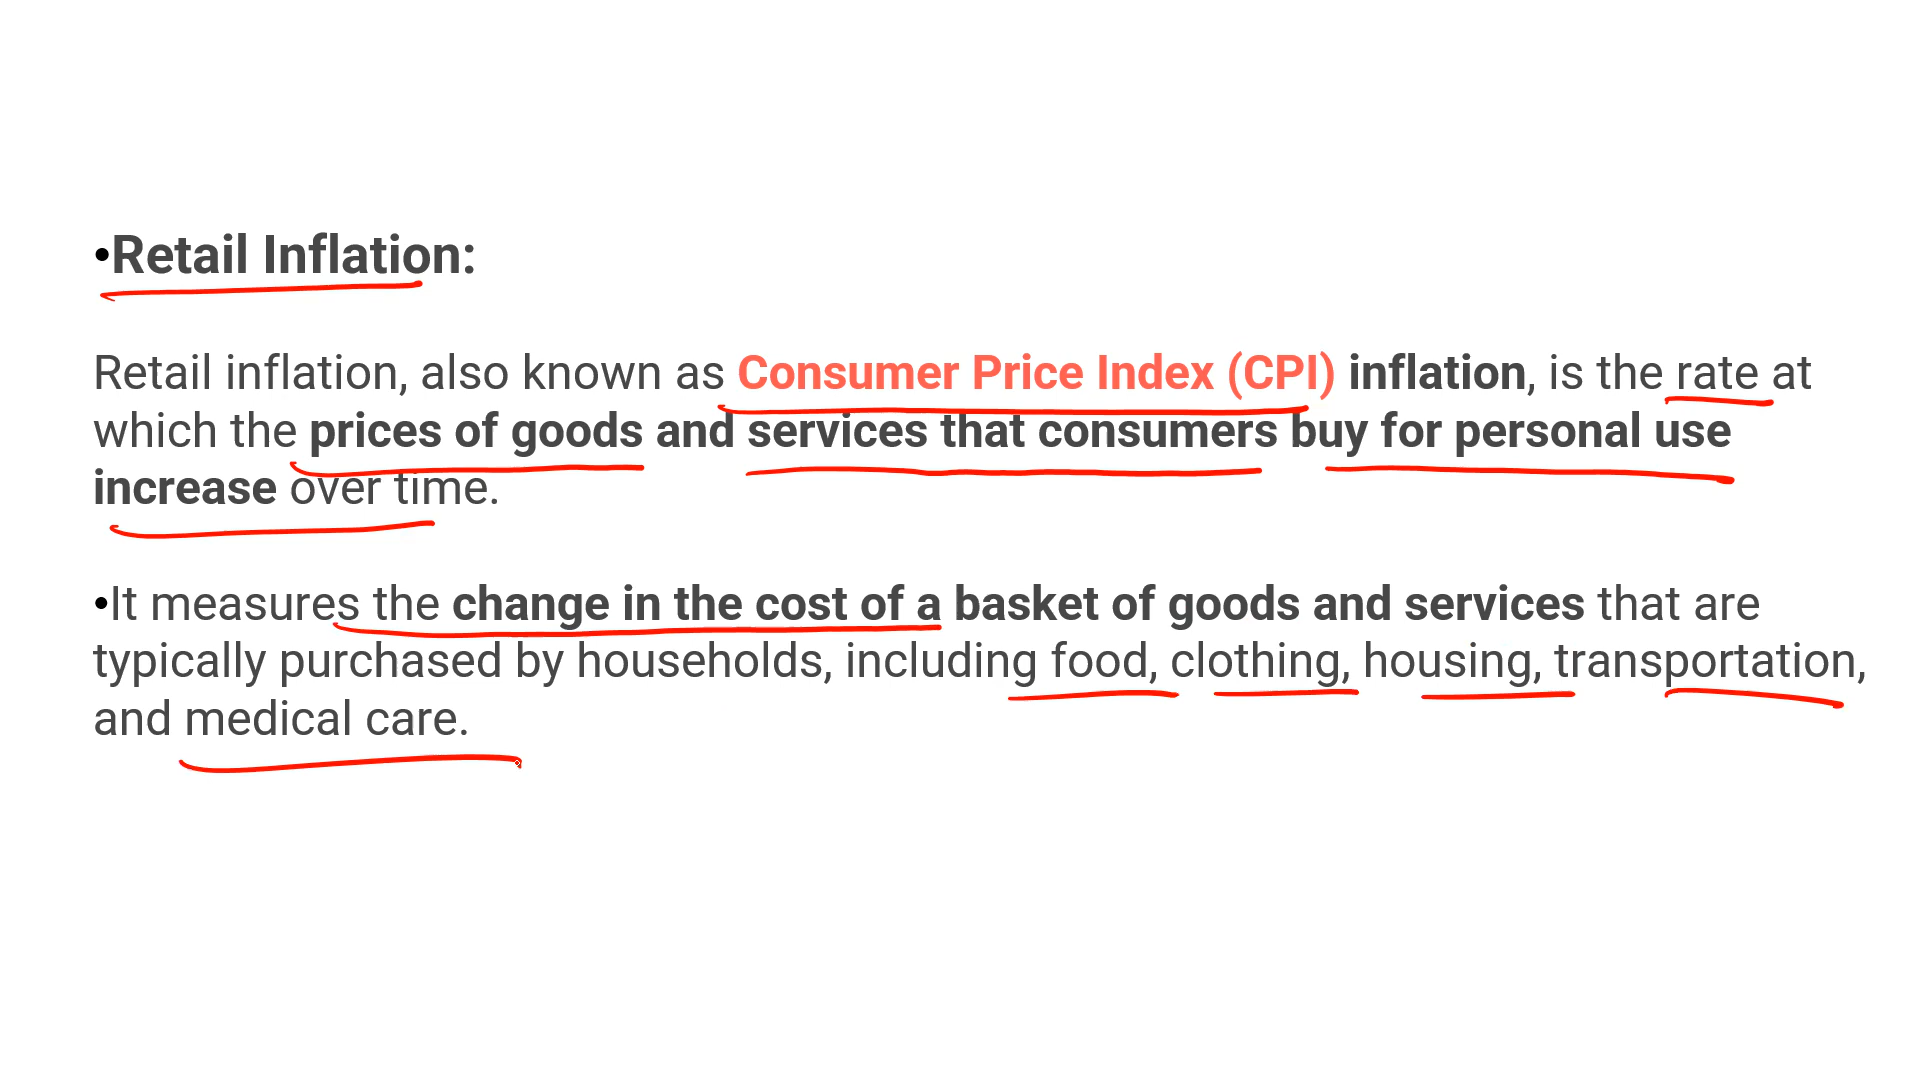 •Retail Inflation:
Retail inflation, also known as Consumer Price Index (CPI) inflation, is the rate at
which the prices of goods and services that consumers buy for personal use
increase over time.
•It measures the change in the cost of a basket of goods and services that are
typically purchased by households, including food, clothing, housing, transportation,
and medical care.